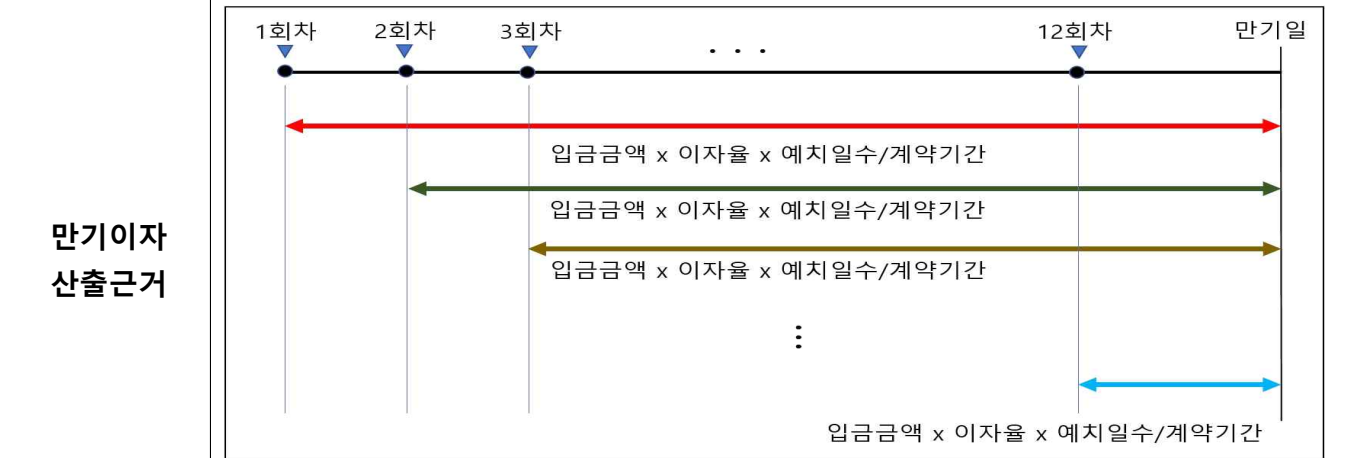 1회차 2회차 3회차 ... 12회차 만기일
입금금액 x 이자율 x 예치일수/계약기간
입금금액 x 이자율 x 예치일수/계약기간
만기이자
산출근거
입금금액 x 이자율 x 예치일수/계약기간
⋮
입금금액 x 이자율 x 예치일수/계약기간